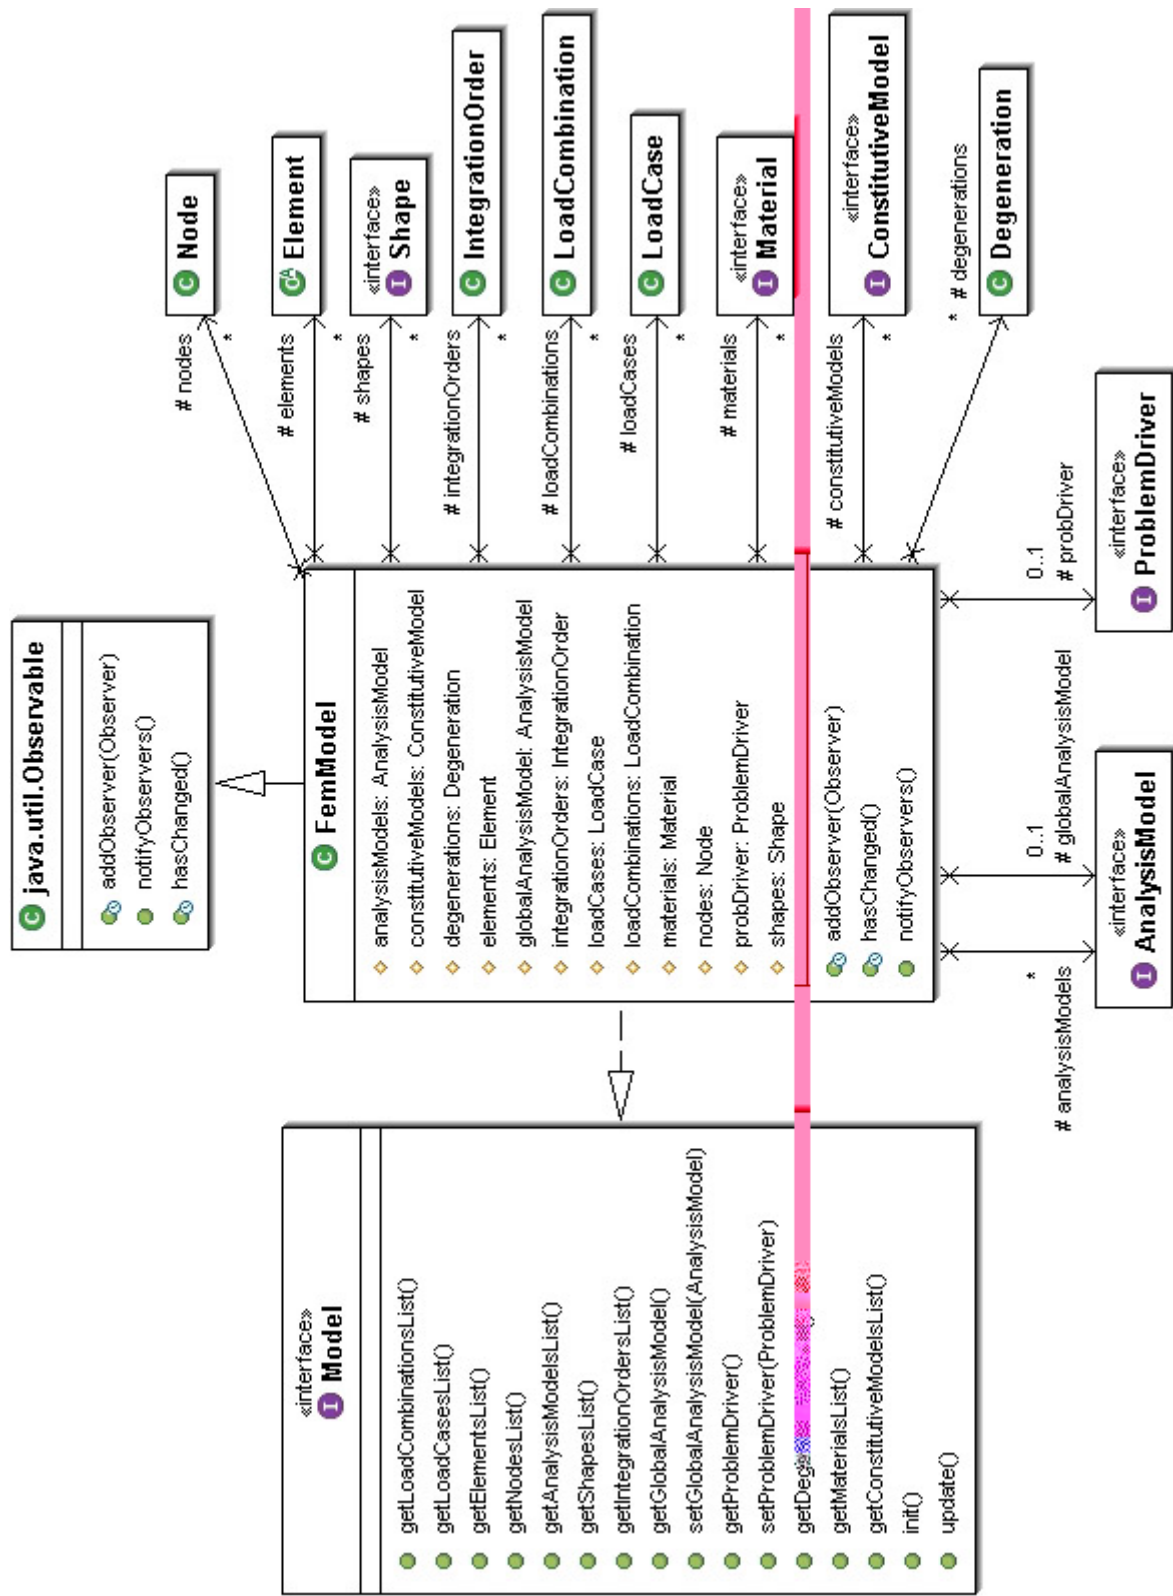 java.util.Observable
addObserver(Observer)
notifyObservers()
hasChanged()
«interface»
Model
getLoadCombinationsList()
getLoadCasesList()
getElementsList()
getNodesList()
getAnalysisModelsList()
getShapesList()
getIntegrationOrdersList()
getGlobalAnalysisModel()
setGlobalAnalysisModel(AnalysisModel)
getProblemDriver()
setProblemDriver(ProblemDriver)
getMaterialsList()
getConstitutiveModelsList()
init()
update()
FemModel
analysisModels: AnalysisModel
constitutiveModels: ConstitutiveModel
degenerations: Degeneration
elements: Element
globalAnalysisModel: AnalysisModel
integrationOrders: IntegrationOrder
loadCases: LoadCase
loadCombinations: LoadCombination
materials: Material
nodes: Node
probDriver: ProblemDriver
shapes: Shape
addObserver(Observer)
hasChanged()
notifyObservers()
# nodes
*
Node
# elements
*
Element
# shapes
*
«interface»
Shape
# integrationOrders
*
IntegrationOrder
# loadCombinations
*
LoadCombination
# loadCases
*
LoadCase
# materials
*
«interface»
Material
# constitutiveModels
*
«interface»
ConstitutiveModel
* # degenerations
Degeneration
# analysisModels
*
0..1
# globalAnalysisModel
«interface»
AnalysisModel
0..1
# probDriver
«interface»
ProblemDriver